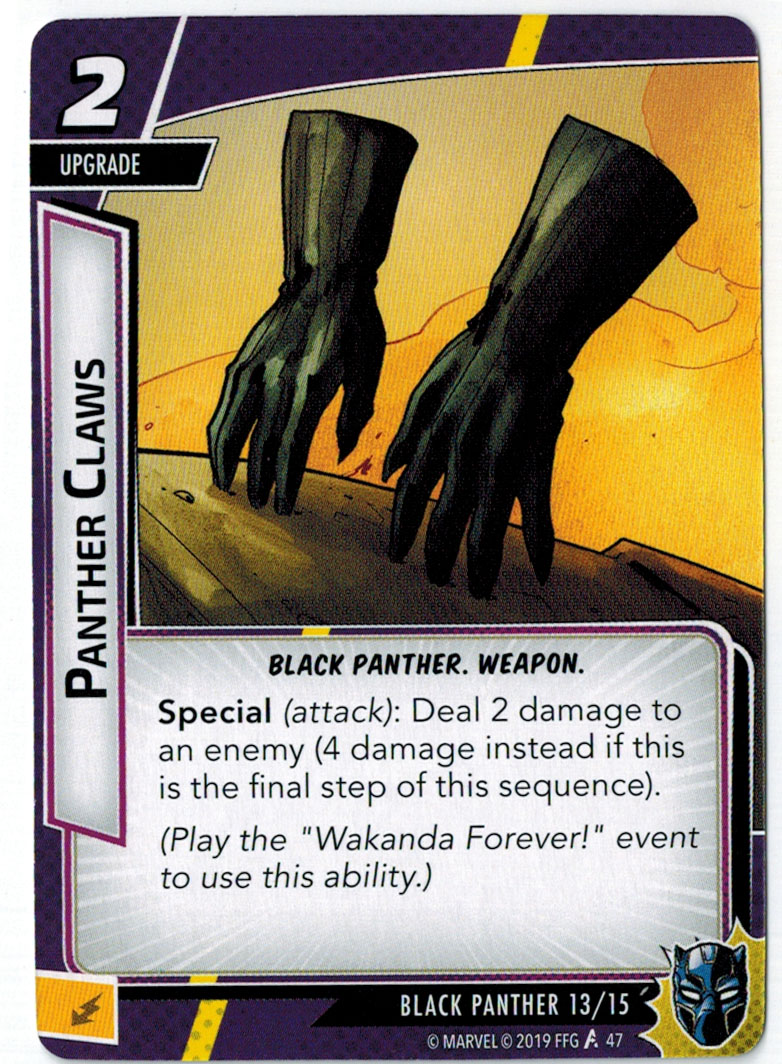 2
UPGRADE
PANTHER CLAWS
BLACK PANTHER. WEAPON.
Special (attack): Deal 2 damage to
an enemy (4 damage instead if this
is the final step of this sequence).
(Play the "Wakanda Forever!" event
to use this ability.)
BLACK PANTHER 13/15
© MARVEL © 2019 FFG 47